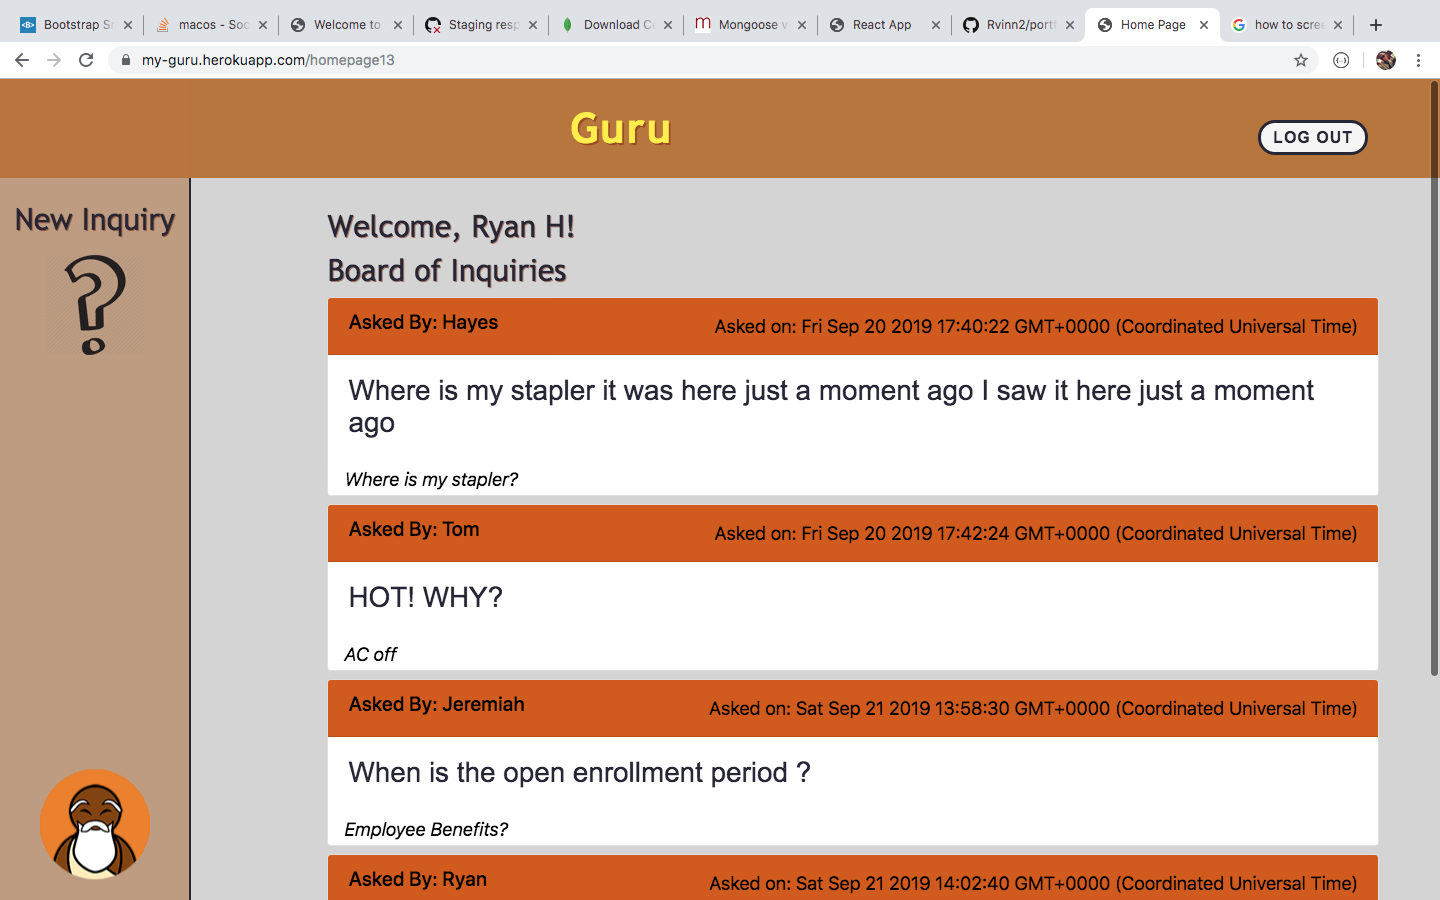 Bootstrap Sn
macos - Soc
Welcome to
Staging resp
Download C
Mongoose v
React App
Rvinn2/portf
Home Page
how to scree
my-guru.herokuapp.com/homepage13
Guru
LOG OUT
New Inquiry
?
Welcome, Ryan H!
Board of Inquiries
Asked By: Hayes
Asked on: Fri Sep 20 2019 17:40:22 GMT+0000 (Coordinated Universal Time)
Where is my stapler it was here just a moment ago I saw it here just a moment
ago
Where is my stapler?
Asked By: Tom
Asked on: Fri Sep 20 2019 17:42:24 GMT+0000 (Coordinated Universal Time)
HOT! WHY?
AC off
Asked By: Jeremiah
Asked on: Sat Sep 21 2019 13:58:30 GMT+0000 (Coordinated Universal Time)
When is the open enrollment period ?
Employee Benefits?
Asked By: Ryan
Asked on: Sat Sep 21 2019 14:02:40 GMT+0000 (Coordinated Universal Time)